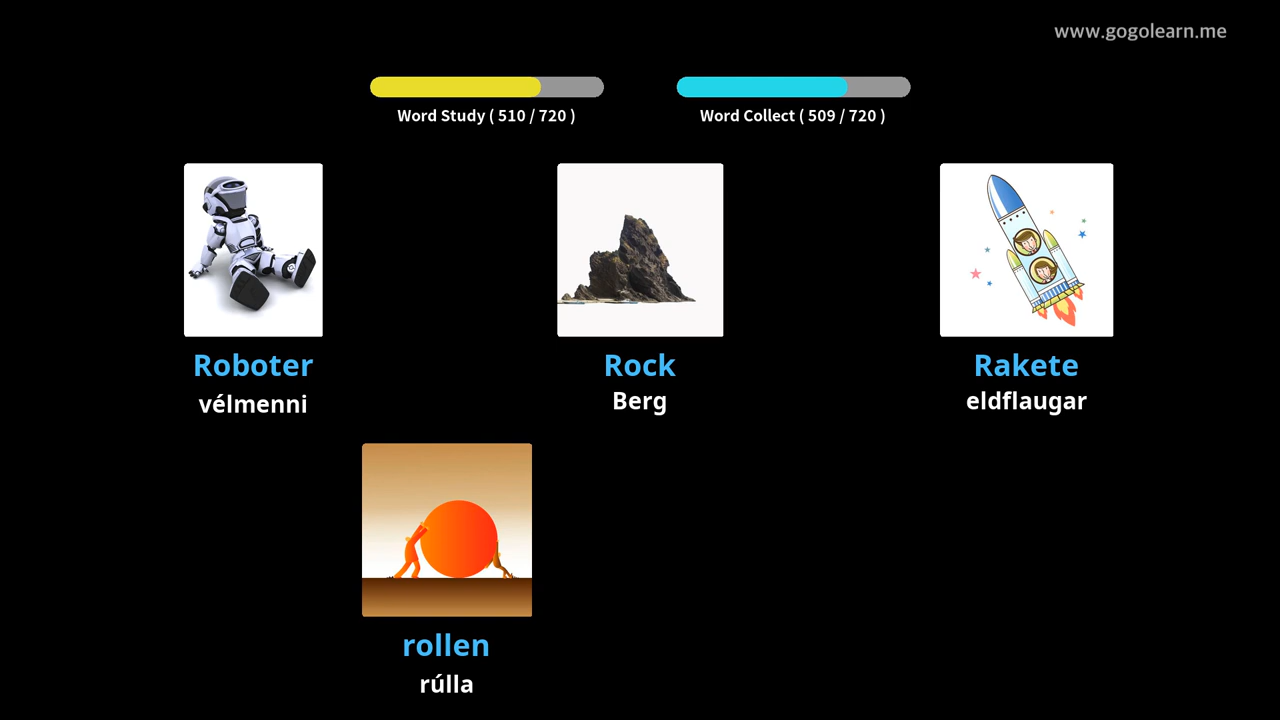 www.gogolearn.me
Word Study ( 510 / 720 )
Word Collect ( 509 / 720 )
Roboter
vélmenni
Rock
Berg
Rakete
eldflaugar
rollen
rúlla